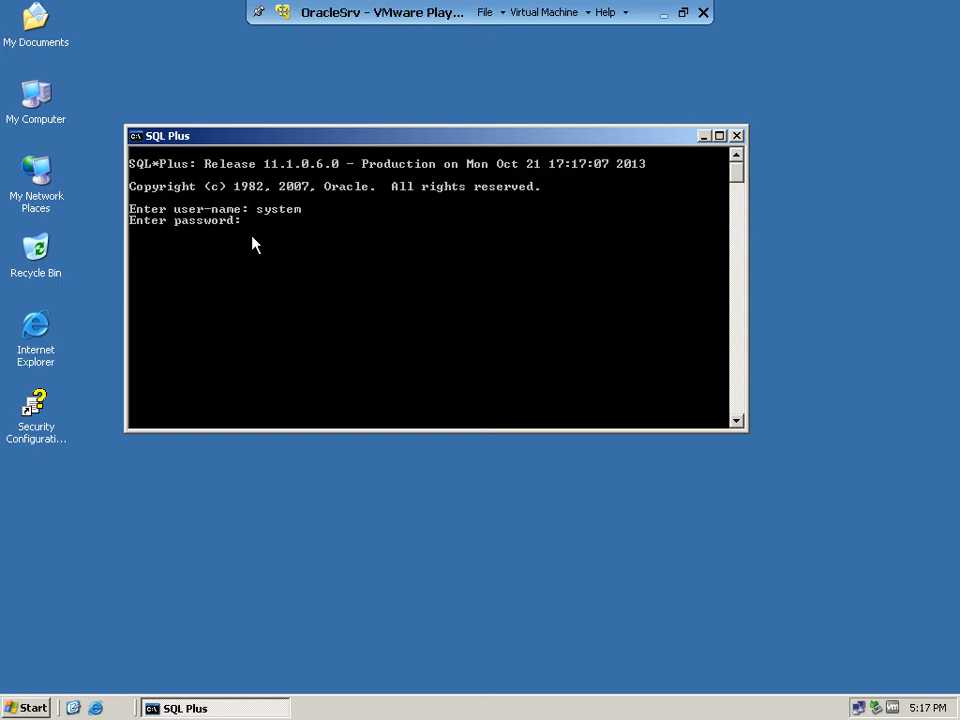 OracleSrv - VMware Play... File Virtual Machine Help
My Documents
My Computer
My Network
Places
Recycle Bin
Internet
Explorer
Security
Configurati...
SQL Plus
SQL*Plus: Release 11.1.0.6.0 - Production on Mon Oct 21 17:17:07 2013
Copyright (c) 1982, 2007, Oracle.  All rights reserved.
Enter user-name: system
Enter password:
Start
SQL Plus
5:17 PM